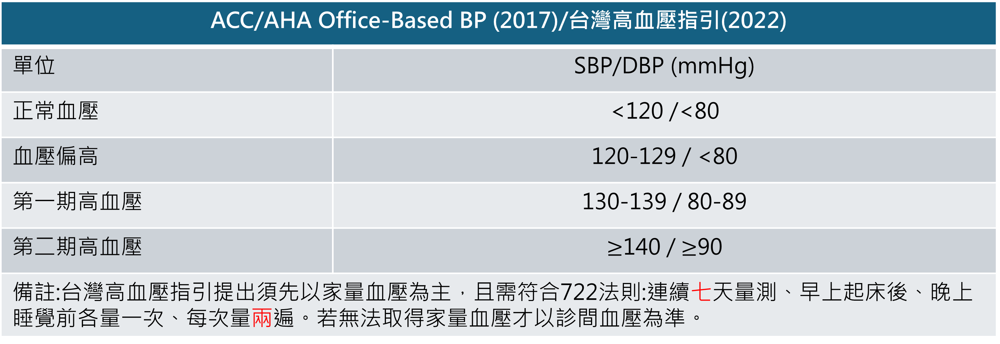 ACC/AHA Office-Based BP (2017)/台灣高血壓指引(2022)
單位 SBP/DBP (mmHg)
正常血壓 <120 /<80
血壓偏高 120-129 / <80
第一期高血壓 130-139 / 80-89
第二期高血壓 ≥140 / ≥90
備註:台灣高血壓指引提出須先以家量血壓為主，且需符合722法則:連續七天量測、早上起床後、晚上
睡覺前各量一次、每次量兩遍。若無法取得家量血壓才以診間血壓為準。